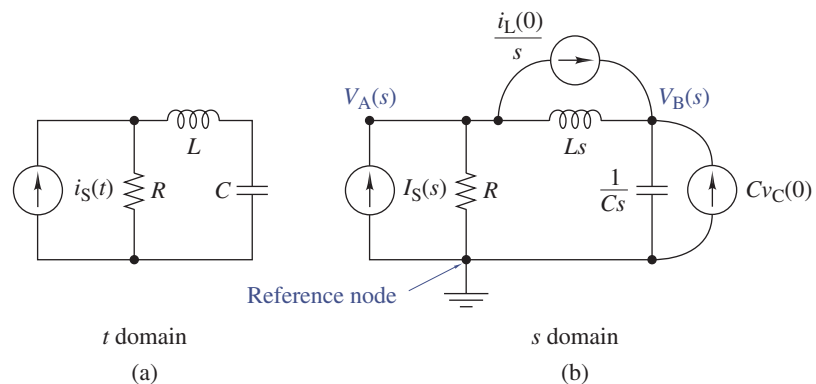 i_S(t)
R
L
C
t domain
(a)
i_L(0)
s
V_A(s)
V_B(s)
Ls
I_S(s)
R
1
Cs
Cv_C(0)
Reference node
s domain
(b)